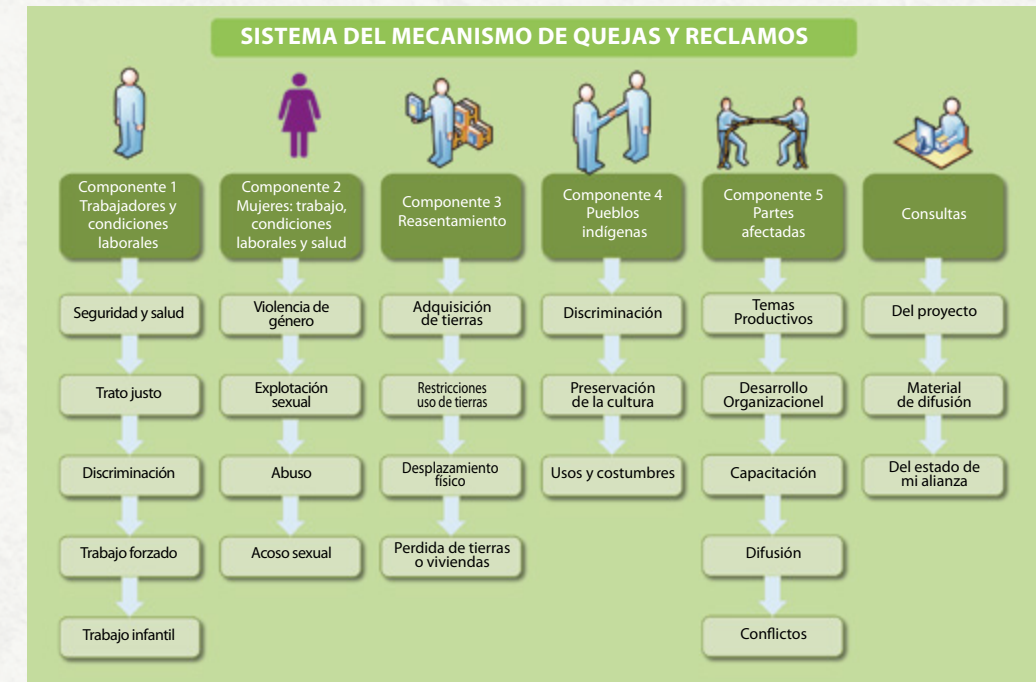 SISTEMA DEL MECANISMO DE QUEJAS Y RECLAMOS
Componente 1
Trabajadores y
condiciones
laborales
Seguridad y salud
Trato justo
Discriminación
Trabajo forzado
Trabajo infantil
Componente 2
Mujeres: trabajo,
condiciones
laborales y salud
Violencia de
género
Explotación
sexual
Abuso
Acoso sexual
Componente 3
Reasentamiento
Adquisición
de tierras
Restricciones
uso de tierras
Desplazamiento
físico
Perdida de tierras
o viviendas
Componente 4
Pueblos
indígenas
Discriminación
Preservación
de la cultura
Usos y costumbres
Componente 5
Partes
afectadas
Temas
Productivos
Desarrollo
Organizacionel
Capacitación
Difusión
Conflictos
Consultas
Del proyecto
Material
de difusión
Del estado de
mi alianza